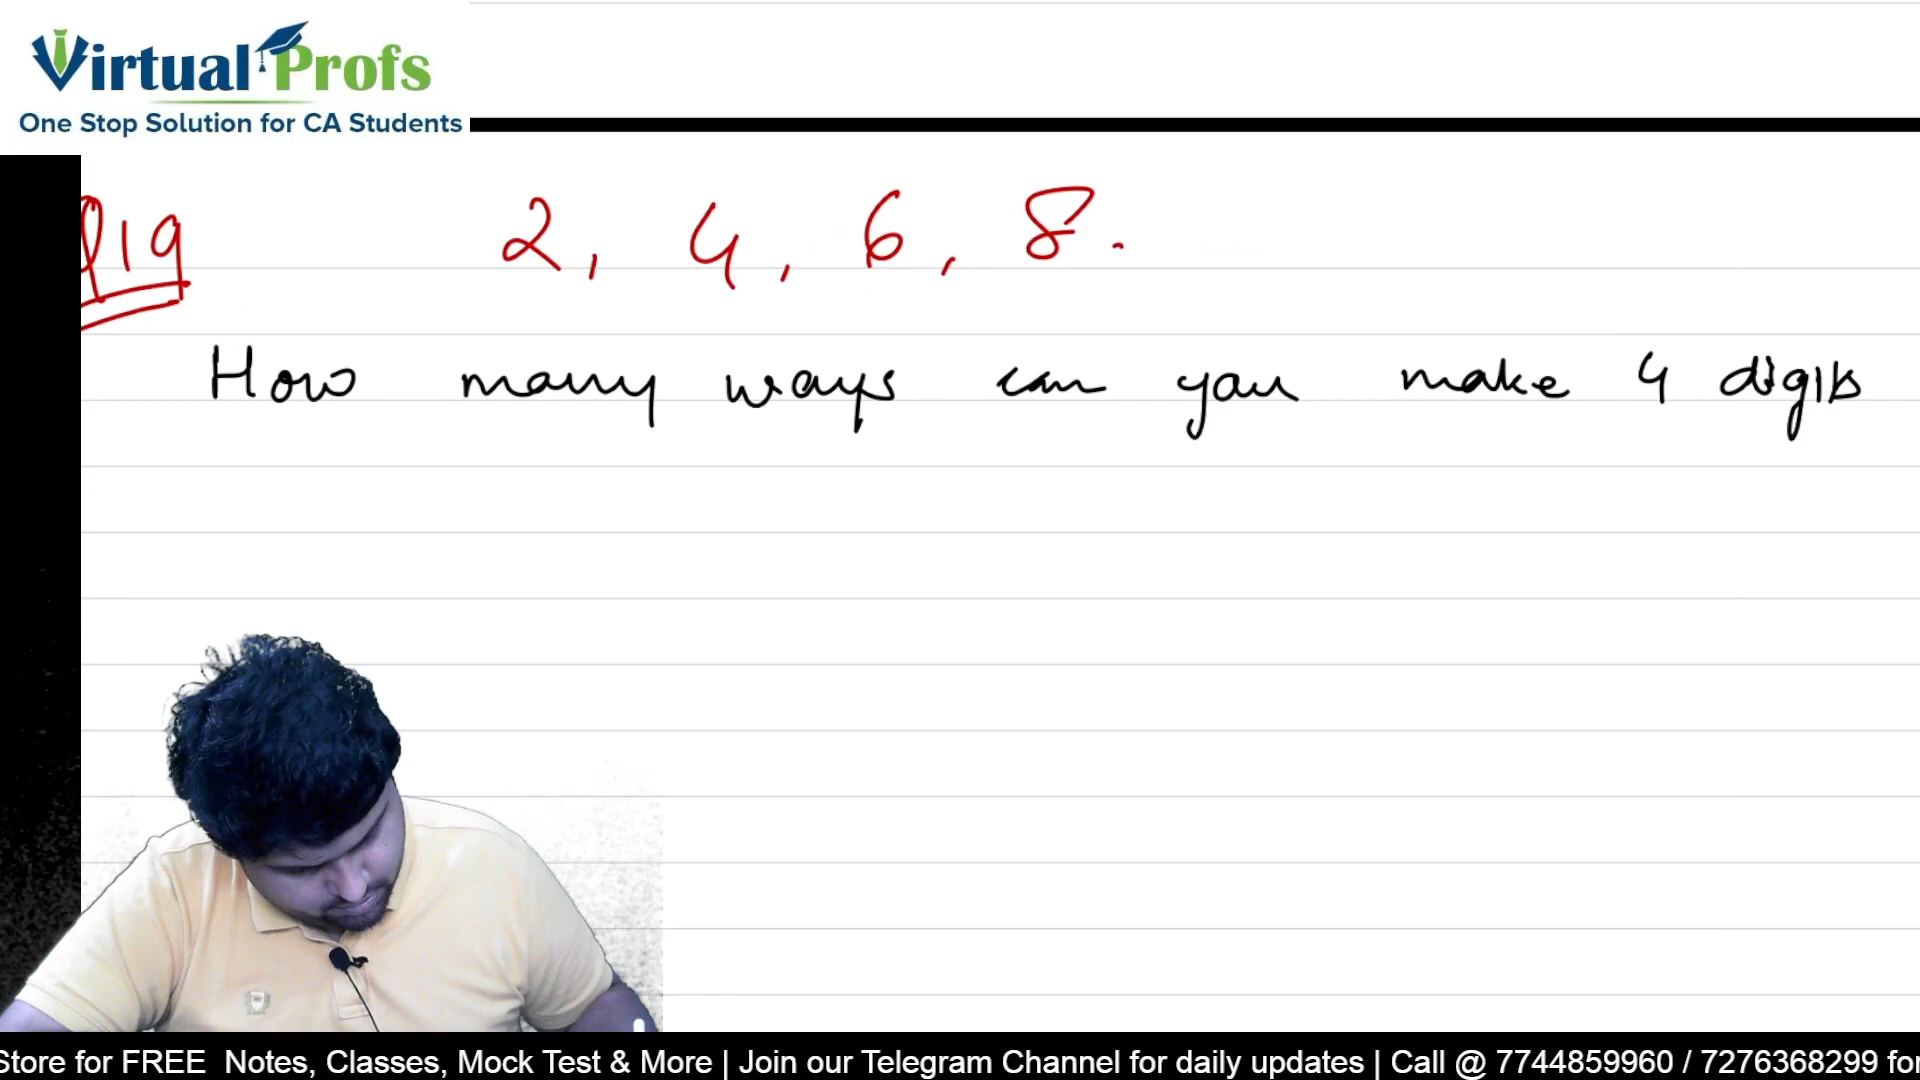 Virtual Profs
One Stop Solution for CA Students
Q19 2, 4, 6, 8.
How many ways can you make 4 digits
Store for FREE Notes, Classes, Mock Test & More | Join our Telegram Channel for daily updates | Call @ 7744859960 / 7276368299 for